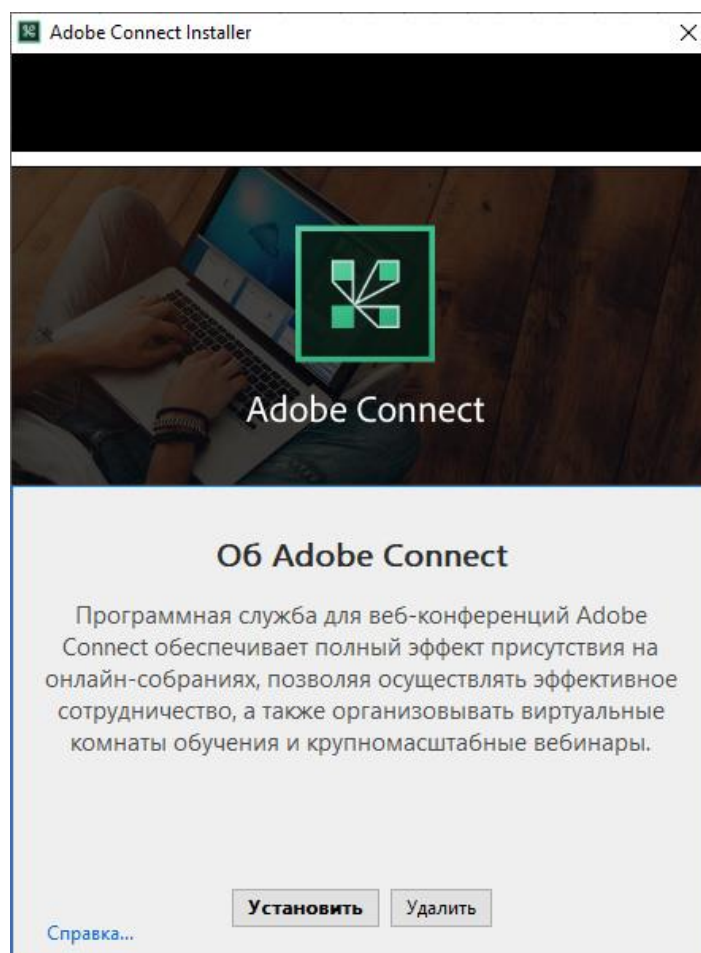 Adobe Connect Installer
Adobe Connect
Об Adobe Connect
Программная служба для веб-конференций Adobe
Connect обеспечивает полный эффект присутствия на
онлайн-собраниях, позволяя осуществлять эффективное
сотрудничество, а также организовывать виртуальные
комнаты обучения и крупномасштабные вебинары.
Установить Удалить
Справка...